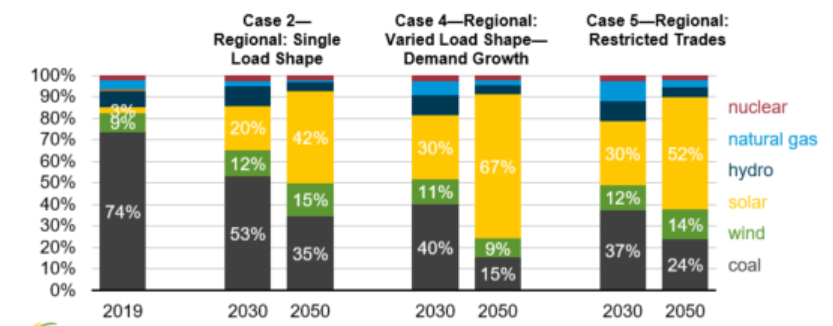 Case 2—
Regional: Single
Load Shape
Case 4—Regional:
Varied Load Shape—
Demand Growth
Case 5—Regional:
Restricted Trades
100%
90%
80%
70%
60%
50%
40%
30%
20%
10%
0%
3%
9%
74%
20%
12%
53%
42%
15%
35%
30%
11%
40%
67%
9%
15%
30%
12%
37%
52%
14%
24%
nuclear
natural gas
hydro
solar
wind
coal
2019
2030 2050
2030 2050
2030 2050